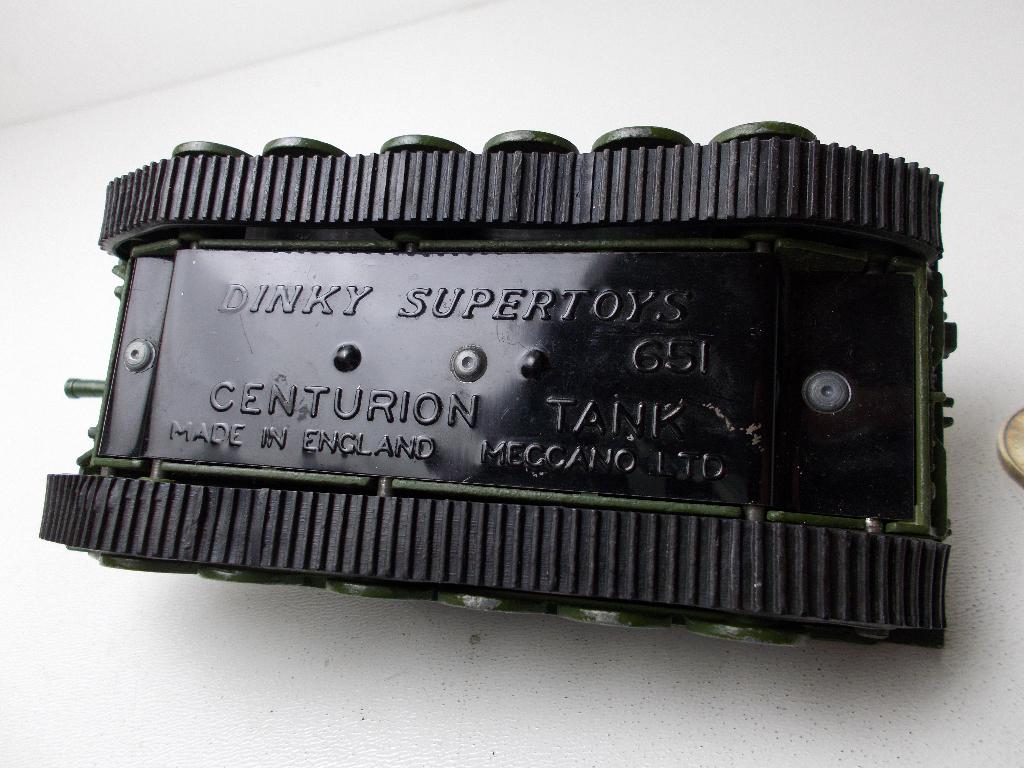 DINKY SUPERTOYS
651
CENTURION TANK
MADE IN ENGLAND MECCANO LTD